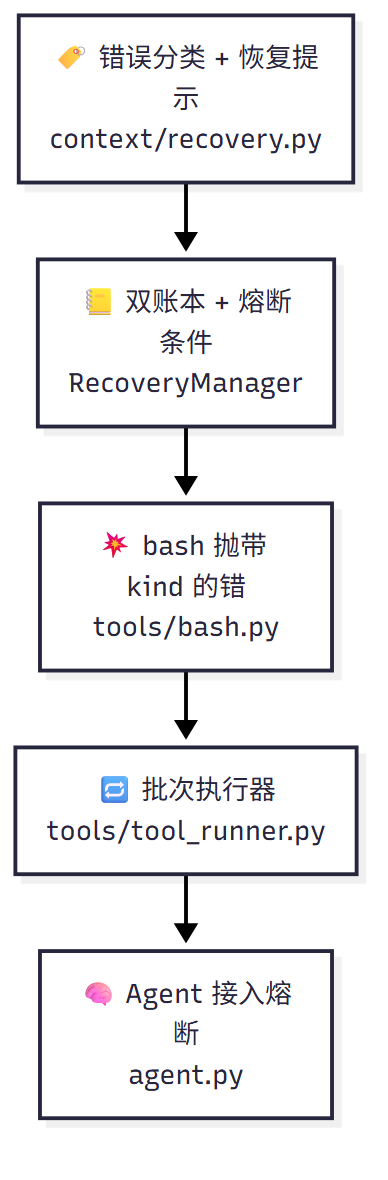 🏷️ 错误分类 + 恢复提
示
context/recovery.py
📒 双账本 + 熔断
条件
RecoveryManager
💥 bash 抛带
kind 的错
tools/bash.py
🔁 批次执行器
tools/tool_runner.py
🧠 Agent 接入熔
断
agent.py